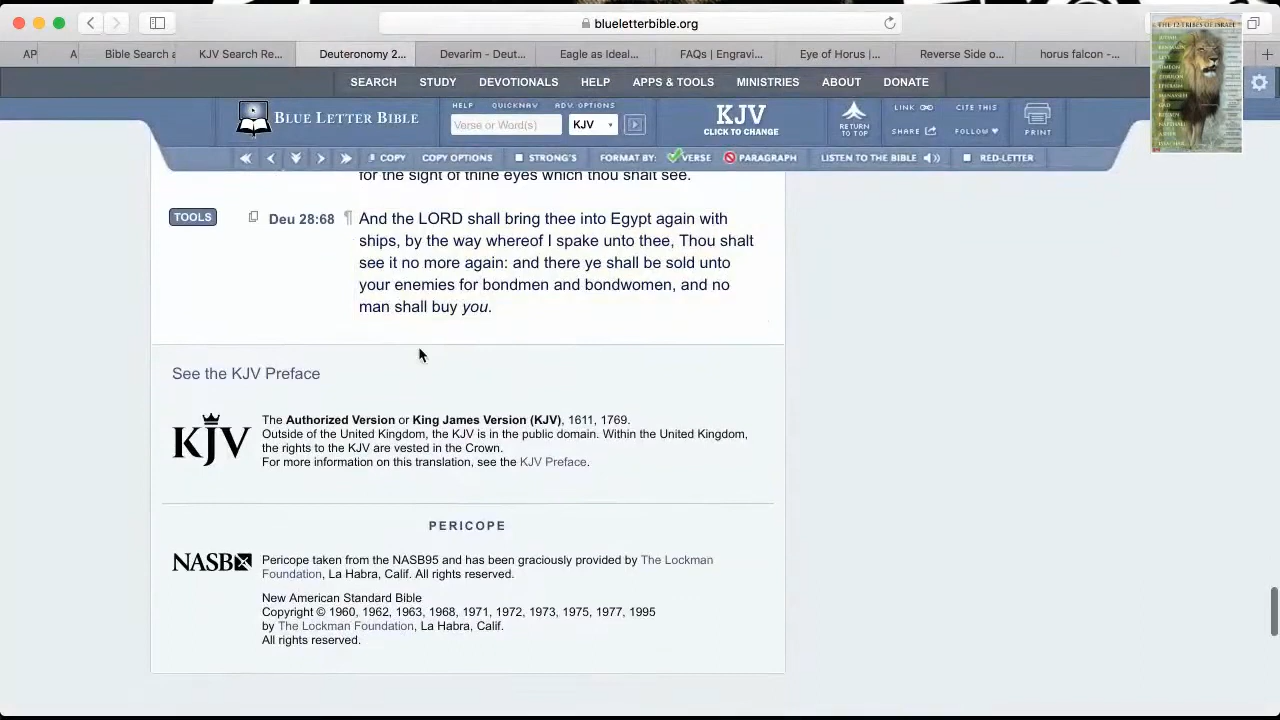 blueletterbible.org
AP
A
Bible Search a
KJV Search Re...
Deuteronomy 2...
Devarim - Deut...
Eagle as Ideal...
FAQs | Engravi...
Eye of Horus |...
Reverse Side o...
horus falcon -...
THE 12 TRIBES OF ISRAEL
SEARCH STUDY DEVOTIONALS HELP APPS & TOOLS MINISTRIES ABOUT DONATE
BLUE LETTER BIBLE
HELP QUICKNAV ADV. OPTIONS
Verse or Word(s) KJV
KJV
CLICK TO CHANGE
RETURN
TO TOP
LINK CITE THIS
SHARE FOLLOW
PRINT
COPY COPY OPTIONS STRONG'S FORMAT BY: VERSE PARAGRAPH LISTEN TO THE BIBLE RED-LETTER
for the sight of thine eyes which thou shalt see.
TOOLS Deu 28:68 ¶ And the LORD shall bring thee into Egypt again with
ships, by the way whereof I spake unto thee, Thou shalt
see it no more again: and there ye shall be sold unto
your enemies for bondmen and bondwomen, and no
man shall buy you.
See the KJV Preface
KJV
The Authorized Version or King James Version (KJV), 1611, 1769.
Outside of the United Kingdom, the KJV is in the public domain. Within the United Kingdom,
the rights to the KJV are vested in the Crown.
For more information on this translation, see the KJV Preface.
PERICOPE
NASB
Pericope taken from the NASB95 and has been graciously provided by The Lockman
Foundation, La Habra, Calif. All rights reserved.
New American Standard Bible
Copyright © 1960, 1962, 1963, 1968, 1971, 1972, 1973, 1975, 1977, 1995
by The Lockman Foundation, La Habra, Calif.
All rights reserved.